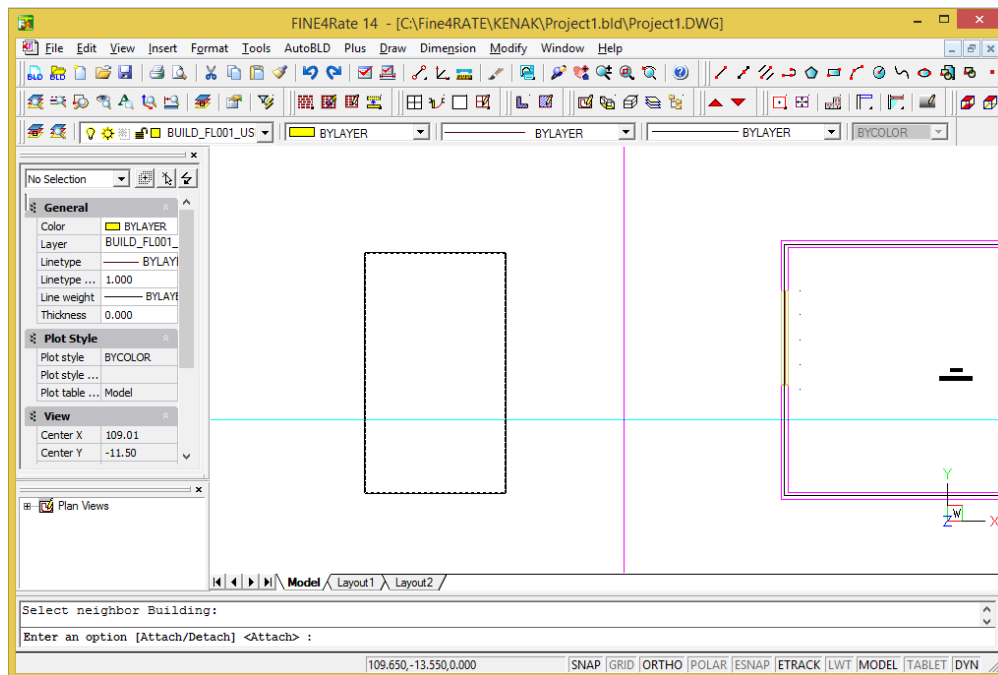 FINE4Rate 14 - [C:\Fine4RATE\KENAK\Project1.bld\Project1.DWG]
File Edit View Insert Format Tools AutoBLD Plus Draw Dimension Modify Window Help
BLD BLD
BUILD_FL001_US BYLAYER BYLAYER BYLAYER BYCOLOR
No Selection
General
Color BYLAYER
Layer BUILD_FL001_
Linetype BYLAYI
Linetype ... 1.000
Line weight BYLAYE
Thickness 0.000
Plot Style
Plot style BYCOLOR
Plot style ...
Plot table ... Model
View
Center X 109.01
Center Y -11.50
Plan Views
Y
W
Z X
Model Layout1 Layout2
Select neighbor Building:
Enter an option [Attach/Detach] <Attach> :
109.650,-13.550,0.000 SNAP GRID ORTHO POLAR ESNAP ETRACK LWT MODEL TABLET DYN